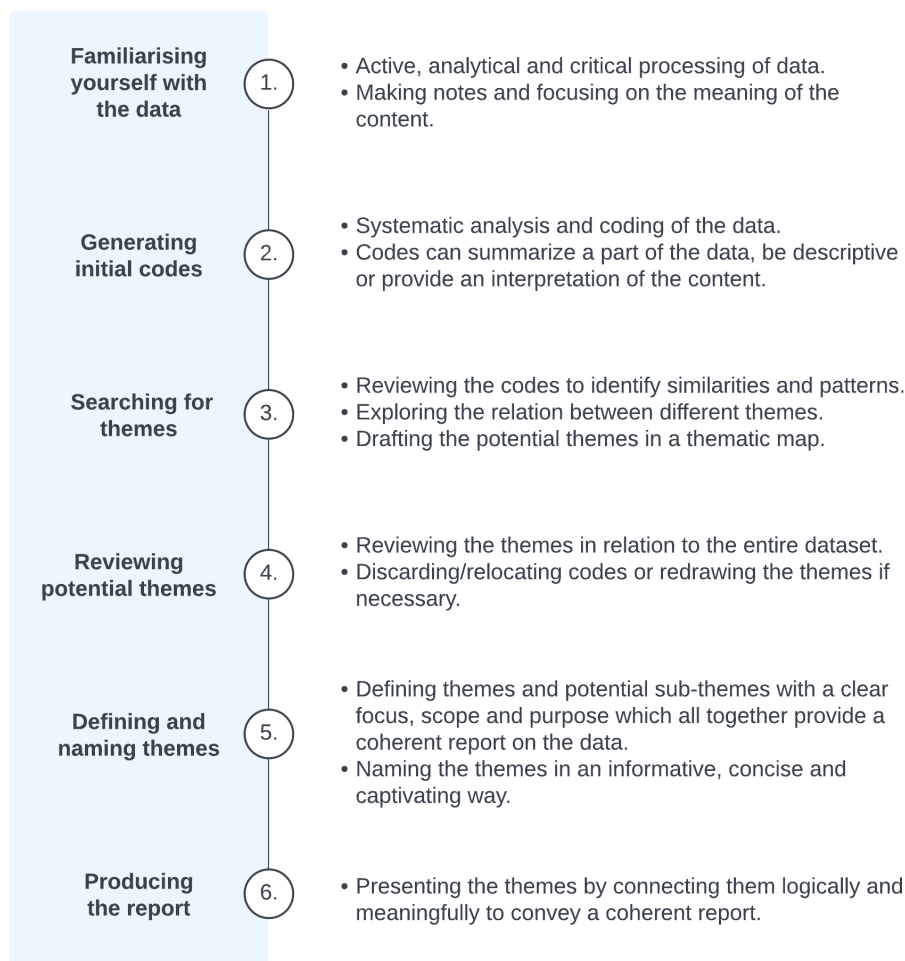 Familiarising
yourself with
the data
1.
• Active, analytical and critical processing of data.
• Making notes and focusing on the meaning of the
content.
Generating
initial codes
2.
• Systematic analysis and coding of the data.
• Codes can summarize a part of the data, be descriptive
or provide an interpretation of the content.
Searching for
themes
3.
• Reviewing the codes to identify similarities and patterns.
• Exploring the relation between different themes.
• Drafting the potential themes in a thematic map.
Reviewing
potential themes
4.
• Reviewing the themes in relation to the entire dataset.
• Discarding/relocating codes or redrawing the themes if
necessary.
Defining and
naming themes
5.
• Defining themes and potential sub-themes with a clear
focus, scope and purpose which all together provide a
coherent report on the data.
• Naming the themes in an informative, concise and
captivating way.
Producing
the report
6.
• Presenting the themes by connecting them logically and
meaningfully to convey a coherent report.